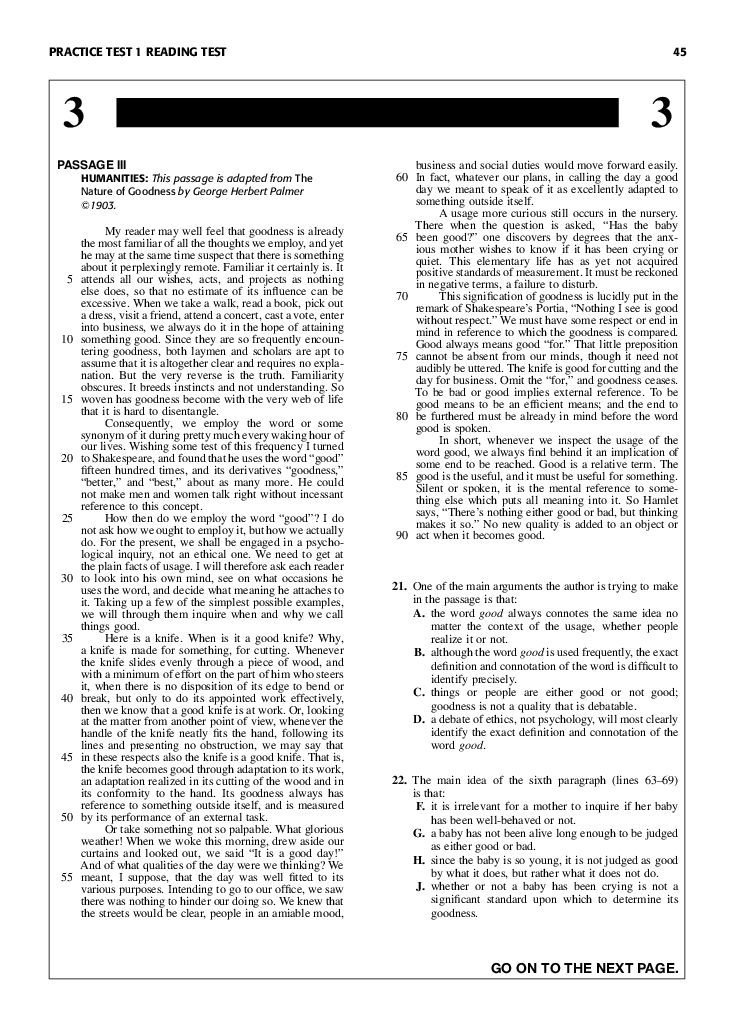 PRACTICE TEST 1 READING TEST 45
3 3
PASSAGE III
HUMANITIES: This passage is adapted from The
Nature of Goodness by George Herbert Palmer
©1903.
My reader may well feel that goodness is already
the most familiar of all the thoughts we employ, and yet
he may at the same time suspect that there is something
about it perplexingly remote. Familiar it certainly is. It
5 attends all our wishes, acts, and projects as nothing
else does, so that no estimate of its influence can be
excessive. When we take a walk, read a book, pick out
a dress, visit a friend, attend a concert, cast a vote, enter
into business, we always do it in the hope of attaining
10 something good. Since they are so frequently encoun-
tering goodness, both laymen and scholars are apt to
assume that it is altogether clear and requires no expla-
nation. But the very reverse is the truth. Familiarity
obscures. It breeds instincts and not understanding. So
15 woven has goodness become with the very web of life
that it is hard to disentangle.
Consequently, we employ the word or some
synonym of it during pretty much every waking hour of
our lives. Wishing some test of this frequency I turned
20 to Shakespeare, and found that he uses the word “good”
fifteen hundred times, and its derivatives “goodness,”
“better,” and “best,” about as many more. He could
not make men and women talk right without incessant
reference to this concept.
25 How then do we employ the word “good”? I do
not ask how we ought to employ it, but how we actually
do. For the present, we shall be engaged in a psycho-
logical inquiry, not an ethical one. We need to get at
the plain facts of usage. I will therefore ask each reader
30 to look into his own mind, see on what occasions he
uses the word, and decide what meaning he attaches to
it. Taking up a few of the simplest possible examples,
we will through them inquire when and why we call
things good.
35 Here is a knife. When is it a good knife? Why,
a knife is made for something, for cutting. Whenever
the knife slides evenly through a piece of wood, and
with a minimum of effort on the part of him who steers
it, when there is no disposition of its edge to bend or
40 break, but only to do its appointed work effectively,
then we know that a good knife is at work. Or, looking
at the matter from another point of view, whenever the
handle of the knife neatly fits the hand, following its
lines and presenting no obstruction, we may say that
45 in these respects also the knife is a good knife. That is,
the knife becomes good through adaptation to its work,
an adaptation realized in its cutting of the wood and in
its conformity to the hand. Its goodness always has
reference to something outside itself, and is measured
50 by its performance of an external task.
Or take something not so palpable. What glorious
weather! When we woke this morning, drew aside our
curtains and looked out, we said “It is a good day!”
And of what qualities of the day were we thinking? We
55 meant, I suppose, that the day was well fitted to its
various purposes. Intending to go to our office, we saw
there was nothing to hinder our doing so. We knew that
the streets would be clear, people in an amiable mood,
business and social duties would move forward easily.
60 In fact, whatever our plans, in calling the day a good
day we meant to speak of it as excellently adapted to
something outside itself.
A usage more curious still occurs in the nursery.
There when the question is asked, “Has the baby
65 been good?” one discovers by degrees that the anx-
ious mother wishes to know if it has been crying or
quiet. This elementary life has as yet not acquired
positive standards of measurement. It must be reckoned
in negative terms, a failure to disturb.
70 This signification of goodness is lucidly put in the
remark of Shakespeare’s Portia, “Nothing I see is good
without respect.” We must have some respect or end in
mind in reference to which the goodness is compared.
Good always means good “for.” That little preposition
75 cannot be absent from our minds, though it need not
audibly be uttered. The knife is good for cutting and the
day for business. Omit the “for,” and goodness ceases.
To be bad or good implies external reference. To be
good means to be an efficient means; and the end to
80 be furthered must be already in mind before the word
good is spoken.
In short, whenever we inspect the usage of the
word good, we always find behind it an implication of
some end to be reached. Good is a relative term. The
85 good is the useful, and it must be useful for something.
Silent or spoken, it is the mental reference to some-
thing else which puts all meaning into it. So Hamlet
says, “There’s nothing either good or bad, but thinking
makes it so.” No new quality is added to an object or
90 act when it becomes good.
21. One of the main arguments the author is trying to make
in the passage is that:
A. the word good always connotes the same idea no
matter the context of the usage, whether people
realize it or not.
B. although the word good is used frequently, the exact
definition and connotation of the word is difficult to
identify precisely.
C. things or people are either good or not good;
goodness is not a quality that is debatable.
D. a debate of ethics, not psychology, will most clearly
identify the exact definition and connotation of the
word good.
22. The main idea of the sixth paragraph (lines 63–69)
is that:
F. it is irrelevant for a mother to inquire if her baby
has been well-behaved or not.
G. a baby has not been alive long enough to be judged
as either good or bad.
H. since the baby is so young, it is not judged as good
by what it does, but rather what it does not do.
J. whether or not a baby has been crying is not a
significant standard upon which to determine its
goodness.
GO ON TO THE NEXT PAGE.